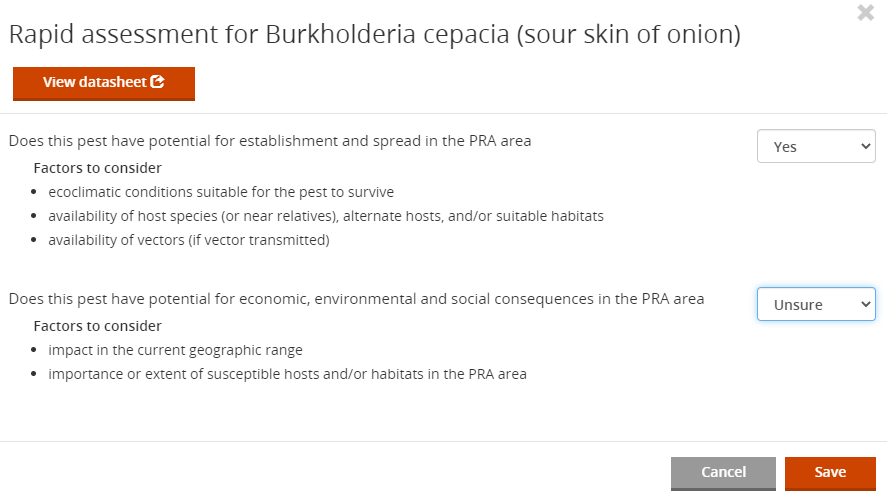 Rapid assessment for Burkholderia cepacia (sour skin of onion)
View datasheet
Does this pest have potential for establishment and spread in the PRA area
Yes
Factors to consider
• ecoclimatic conditions suitable for the pest to survive
• availability of host species (or near relatives), alternate hosts, and/or suitable habitats
• availability of vectors (if vector transmitted)
Does this pest have potential for economic, environmental and social consequences in the PRA area
Unsure
Factors to consider
• impact in the current geographic range
• importance or extent of susceptible hosts and/or habitats in the PRA area
Cancel
Save